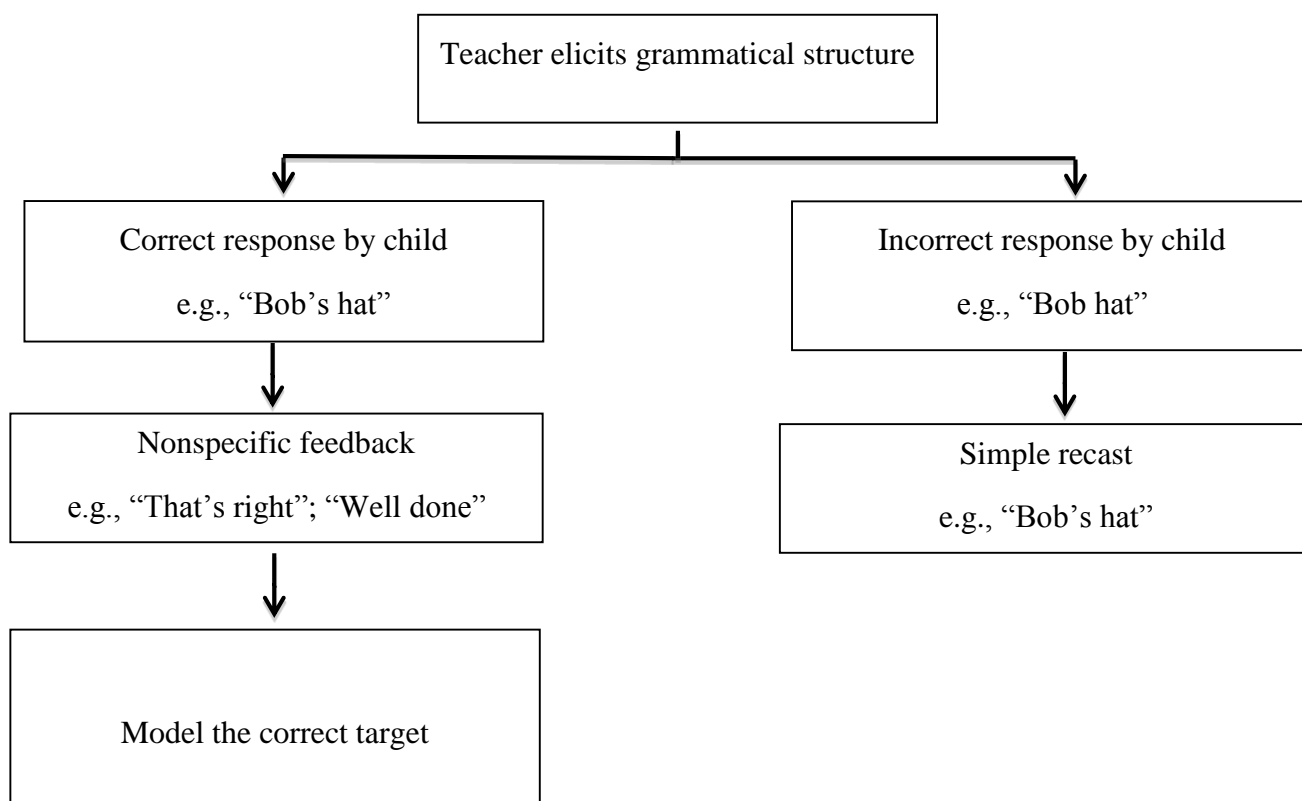 Teacher elicits grammatical structure
Correct response by child
e.g., “Bob’s hat”
Incorrect response by child
e.g., “Bob hat”
Nonspecific feedback
e.g., “That’s right”; “Well done”
Simple recast
e.g., “Bob’s hat”
Model the correct target